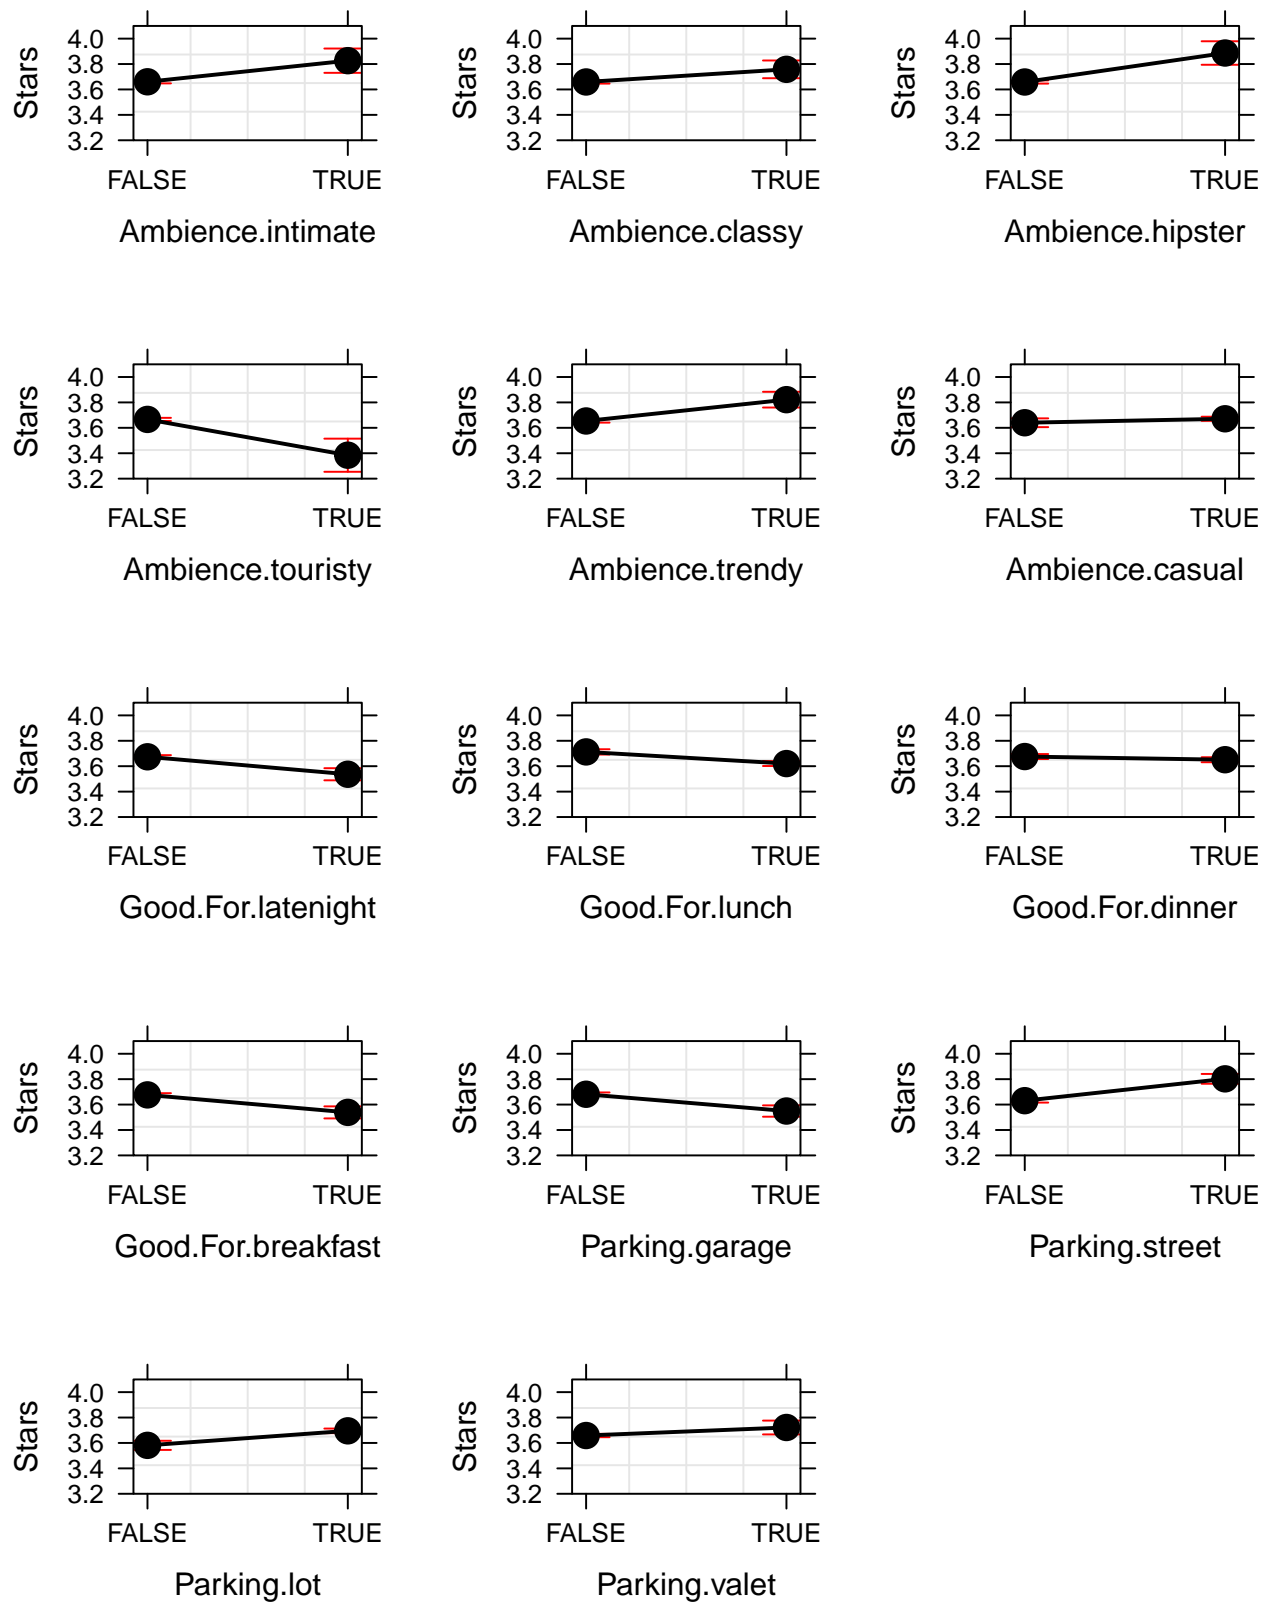 Stars
4.0
3.8
3.6
3.4
3.2
FALSE TRUE
Ambience.intimate
Stars
4.0
3.8
3.6
3.4
3.2
FALSE TRUE
Ambience.classy
Stars
4.0
3.8
3.6
3.4
3.2
FALSE TRUE
Ambience.hipster
Stars
4.0
3.8
3.6
3.4
3.2
FALSE TRUE
Ambience.touristy
Stars
4.0
3.8
3.6
3.4
3.2
FALSE TRUE
Ambience.trendy
Stars
4.0
3.8
3.6
3.4
3.2
FALSE TRUE
Ambience.casual
Stars
4.0
3.8
3.6
3.4
3.2
FALSE TRUE
Good.For.latenight
Stars
4.0
3.8
3.6
3.4
3.2
FALSE TRUE
Good.For.lunch
Stars
4.0
3.8
3.6
3.4
3.2
FALSE TRUE
Good.For.dinner
Stars
4.0
3.8
3.6
3.4
3.2
FALSE TRUE
Good.For.breakfast
Stars
4.0
3.8
3.6
3.4
3.2
FALSE TRUE
Parking.garage
Stars
4.0
3.8
3.6
3.4
3.2
FALSE TRUE
Parking.street
Stars
4.0
3.8
3.6
3.4
3.2
FALSE TRUE
Parking.lot
Stars
4.0
3.8
3.6
3.4
3.2
FALSE TRUE
Parking.valet